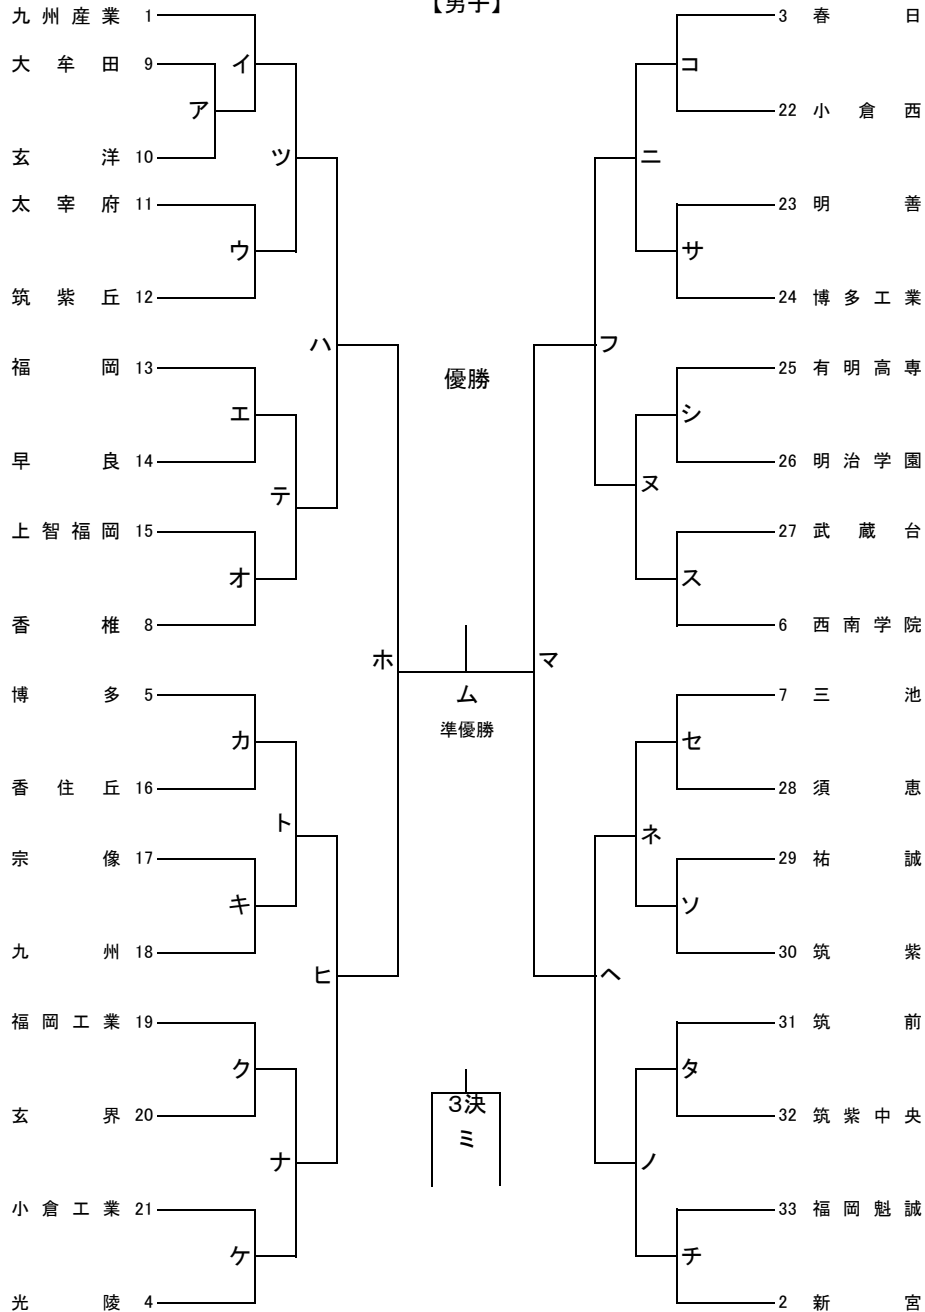 【男子】
九州産業 1
大牟田 9
玄洋 10
太宰府 11
筑紫丘 12
福岡 13
早良 14
上智福岡 15
香椎 8
博多 5
香住丘 16
宗像 17
九州 18
福岡工業 19
玄界 20
小倉工業 21
光陵 4
ア
イ
ウ
エ
オ
カ
キ
ク
ケ
ツ
テ
ト
ナ
ハ
ヒ
ホ
優勝
ム
準優勝
3決
ミ
マ
フ
ヘ
ニ
ヌ
ネ
ノ
コ
サ
シ
ス
セ
ソ
タ
チ
3 春日
22 小倉西
23 明善
24 博多工業
25 有明高専
26 明治学園
27 武蔵台
6 西南学院
7 三池
28 須恵
29 祐誠
30 筑紫
31 筑前
32 筑紫中央
33 福岡魁誠
2 新宮